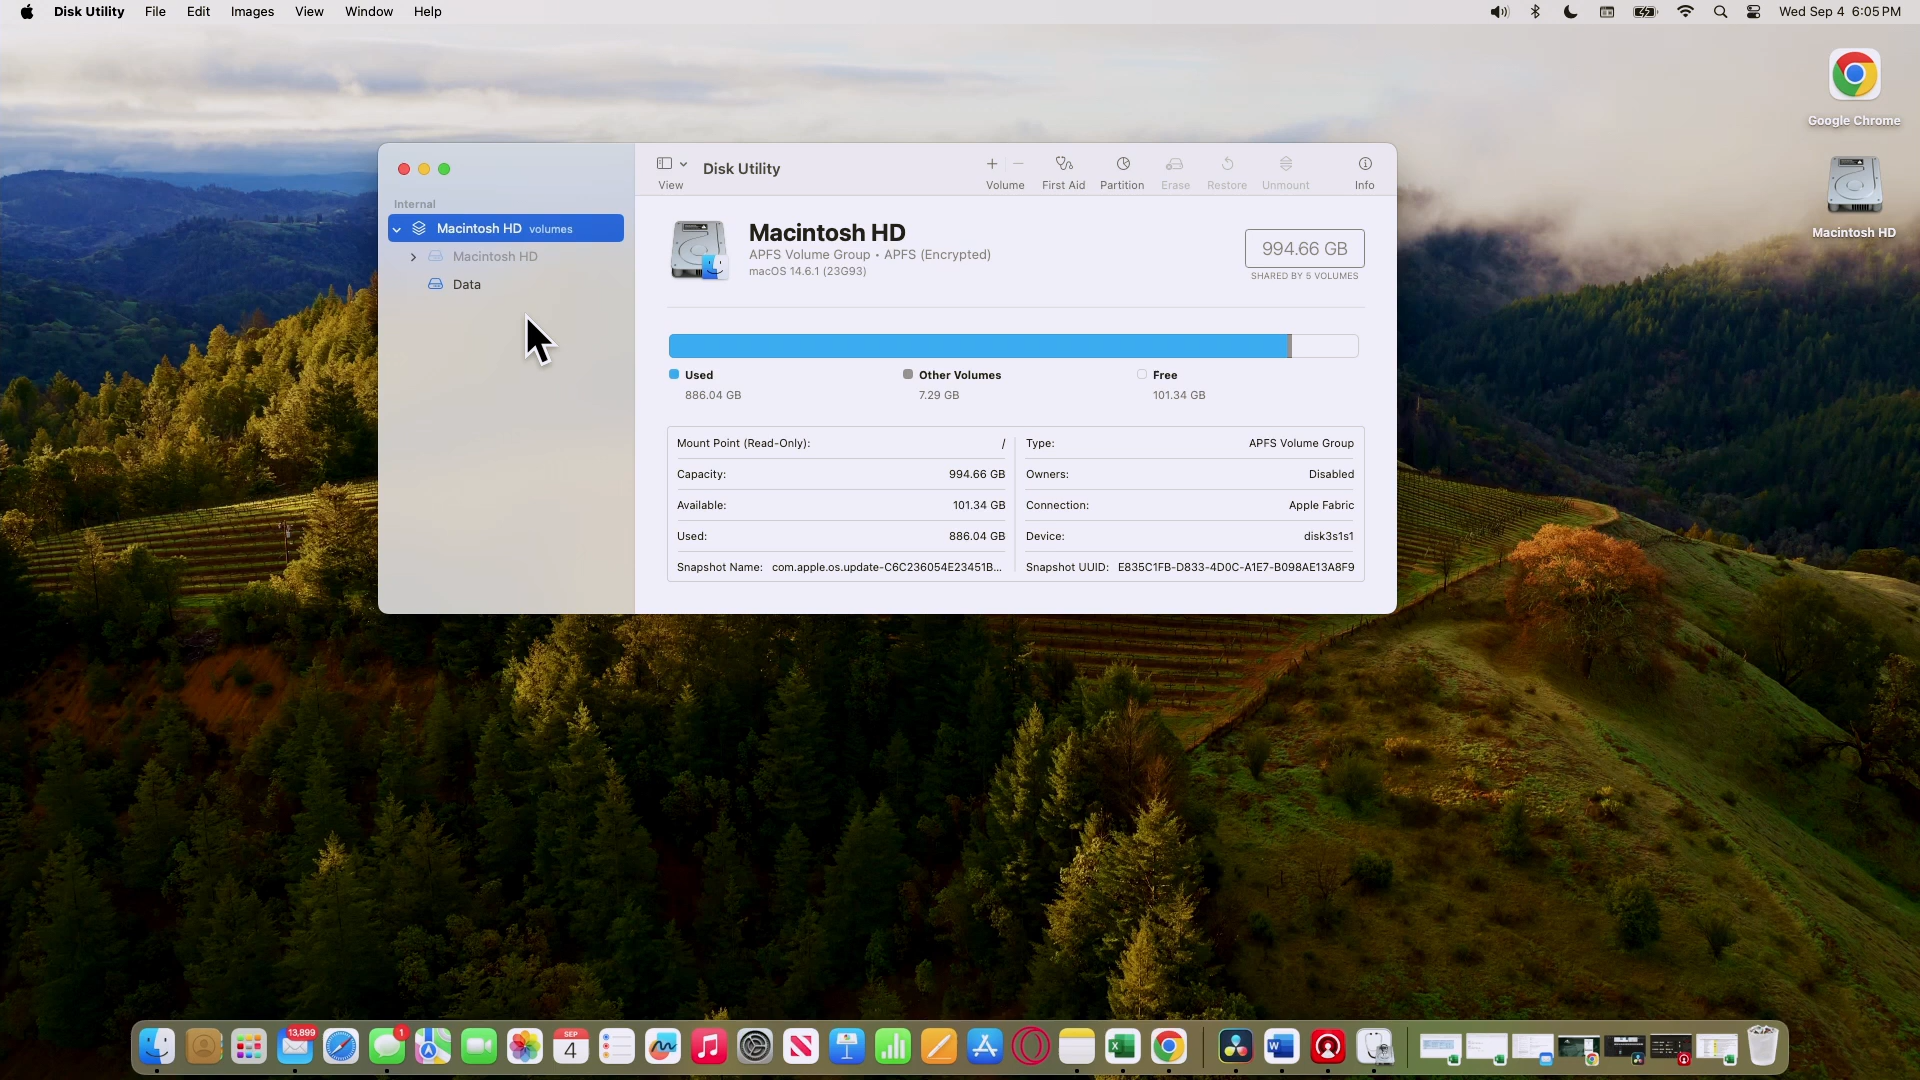 Disk Utility File Edit Images View Window Help Wed Sep 4 6:05 PM
Google Chrome
Macintosh HD
Internal
Macintosh HD volumes
Macintosh HD
Data
Disk Utility
View Volume First Aid Partition Erase Restore Unmount Info
Macintosh HD
APFS Volume Group • APFS (Encrypted)
macOS 14.6.1 (23G93)
994.66 GB
SHARED BY 5 VOLUMES
Used Other Volumes Free
886.04 GB 7.29 GB 101.34 GB
Mount Point (Read-Only): / Type: APFS Volume Group
Capacity: 994.66 GB Owners: Disabled
Available: 101.34 GB Connection: Apple Fabric
Used: 886.04 GB Device: disk3s1s1
Snapshot Name: com.apple.os.update-C6C236054E23451B... Snapshot UUID: E835C1FB-D833-4D0C-A1E7-B098AE13A8F9
13,899
1
SEP
4